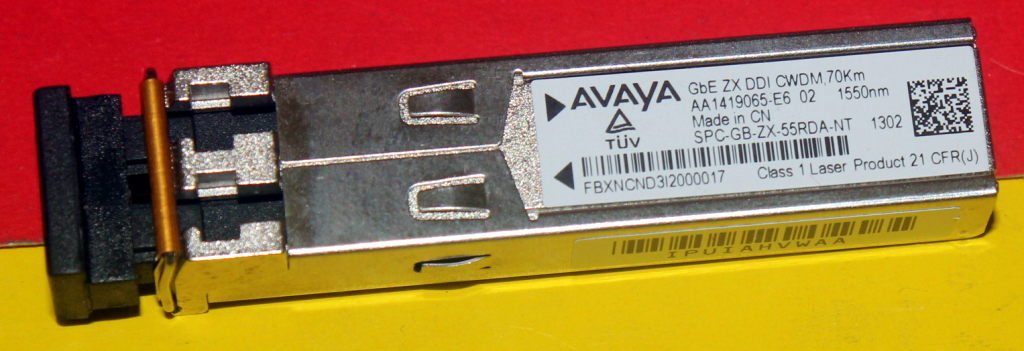 AVAYA GbE ZX DDI CWDM,70Km
AA1419065-E6 02 1550nm
Made in CN
TÜV SPC-GB-ZX-55RDA-NT 1302
FBXNCND3I2000017 Class 1 Laser Product 21 CFR(J)
IPUIAHVWAA